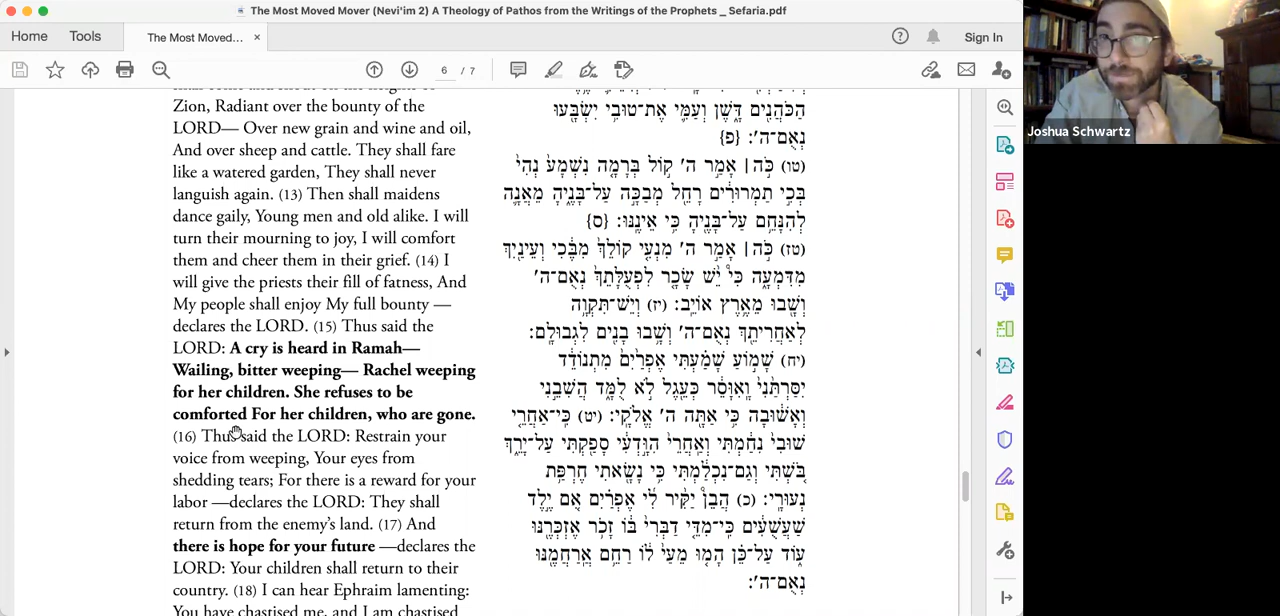 The Most Moved Mover (Nevi'im 2) A Theology of Pathos from the Writings of the Prophets _ Sefaria.pdf
Home Tools The Most Moved... × Sign In
6 / 7
Zion, Radiant over the bounty of the
LORD— Over new grain and wine and oil,
And over sheep and cattle. They shall fare
like a watered garden, They shall never
languish again. (13) Then shall maidens
dance gaily, Young men and old alike. I will
turn their mourning to joy, I will comfort
them and cheer them in their grief. (14) I
will give the priests their fill of fatness, And
My people shall enjoy My full bounty —
declares the LORD. (15) Thus said the
LORD: A cry is heard in Ramah—
Wailing, bitter weeping— Rachel weeping
for her children. She refuses to be
comforted For her children, who are gone.
(16) Thus said the LORD: Restrain your
voice from weeping, Your eyes from
shedding tears; For there is a reward for your
labor —declares the LORD: They shall
return from the enemy's land. (17) And
there is hope for your future —declares the
LORD: Your children shall return to their
country. (18) I can hear Ephraim lamenting:
You have chastised me, and I am chastised
הַכֹּהֲנִ֖ים דָּ֑שֶׁן וְעַמִּ֛י אֶת־טוּבִ֥י יִשְׂבָּ֖עוּ
נְאֻם־ה׳׃ {פ}
(טו) כֹּ֣ה ׀ אָמַ֣ר ה׳ ק֣וֹל בְּרָמָ֤ה נִשְׁמָע֙ נְהִי֙
בְּכִ֣י תַמְרוּרִ֔ים רָחֵ֖ל מְבַכָּ֣ה עַל־בָּנֶ֑יהָ מֵאֲנָ֛ה
לְהִנָּחֵ֥ם עַל־בָּנֶ֖יהָ כִּ֥י אֵינֶֽנּוּ׃ {ס}
(טז) כֹּ֣ה ׀ אָמַ֣ר ה׳ מִנְעִ֤י קוֹלֵךְ֙ מִבֶּ֔כִי וְעֵינַ֖יִךְ
מִדִּמְעָ֑ה כִּי֩ יֵ֨שׁ שָׂכָ֤ר לִפְעֻלָּתֵךְ֙ נְאֻם־ה׳
וְשָׁ֖בוּ מֵאֶ֥רֶץ אוֹיֵֽב׃ (יז) וְיֵשׁ־תִּקְוָ֥ה
לְאַחֲרִיתֵ֖ךְ נְאֻם־ה׳ וְשָׁ֥בוּ בָנִ֖ים לִגְבוּלָֽם׃
(יח) שָׁמ֣וֹעַ שָׁמַ֗עְתִּי אֶפְרַ֙יִם֙ מִתְנוֹדֵ֔ד
יִסַּרְתַּ֙נִי֙ וָֽאִוָּסֵ֔ר כְּעֵ֖גֶל לֹ֣א לֻמָּ֑ד הֲשִׁבֵ֣נִי
וְאָשׁ֔וּבָה כִּ֥י אַתָּ֖ה ה׳ אֱלֹקָֽי׃ (יט) כִּֽי־אַחֲרֵ֤י
שׁוּבִי֙ נִחַ֔מְתִּי וְאַֽחֲרֵי֙ הִוָּ֣דְעִ֔י סָפַ֖קְתִּי עַל־יָרֵ֑ךְ
בֹּ֚שְׁתִּי וְגַם־נִכְלַ֔מְתִּי כִּ֥י נָשָׂ֖אתִי חֶרְפַּ֥ת
נְעוּרָֽי׃ (כ) הֲבֵן֩ יַקִּ֨יר לִ֜י אֶפְרַ֗יִם אִ֚ם יֶ֣לֶד
שַׁעֲשֻׁעִ֔ים כִּֽי־מִדֵּ֤י דַבְּרִי֙ בּ֔וֹ זָכֹ֥ר אֶזְכְּרֶ֖נּוּ
ע֑וֹד עַל־כֵּ֗ן הָמ֤וּ מֵעַי֙ ל֔וֹ רַחֵ֥ם אֲ‍ֽרַחֲמֶ֖נּוּ
נְאֻם־ה׳׃
Joshua Schwartz